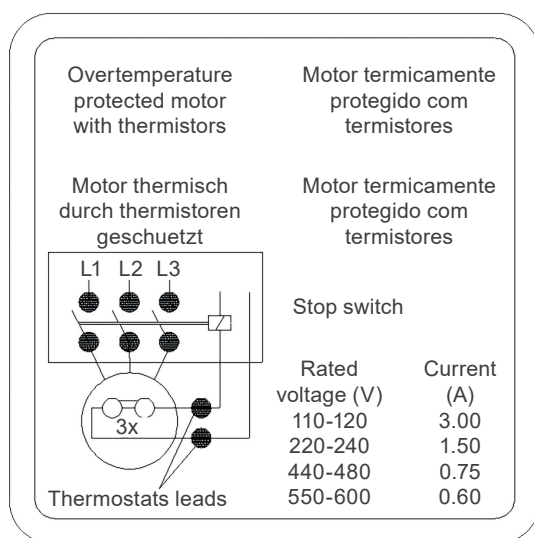 Overtemperature
protected motor
with thermistors
Motor termicamente
protegido com
termistores
Motor thermisch
durch thermistoren
geschuetzt
Motor termicamente
protegido com
termistores
L1 L2 L3
Stop switch
3x
Thermostats leads
Rated voltage (V) Current (A)
110-120 3.00
220-240 1.50
440-480 0.75
550-600 0.60